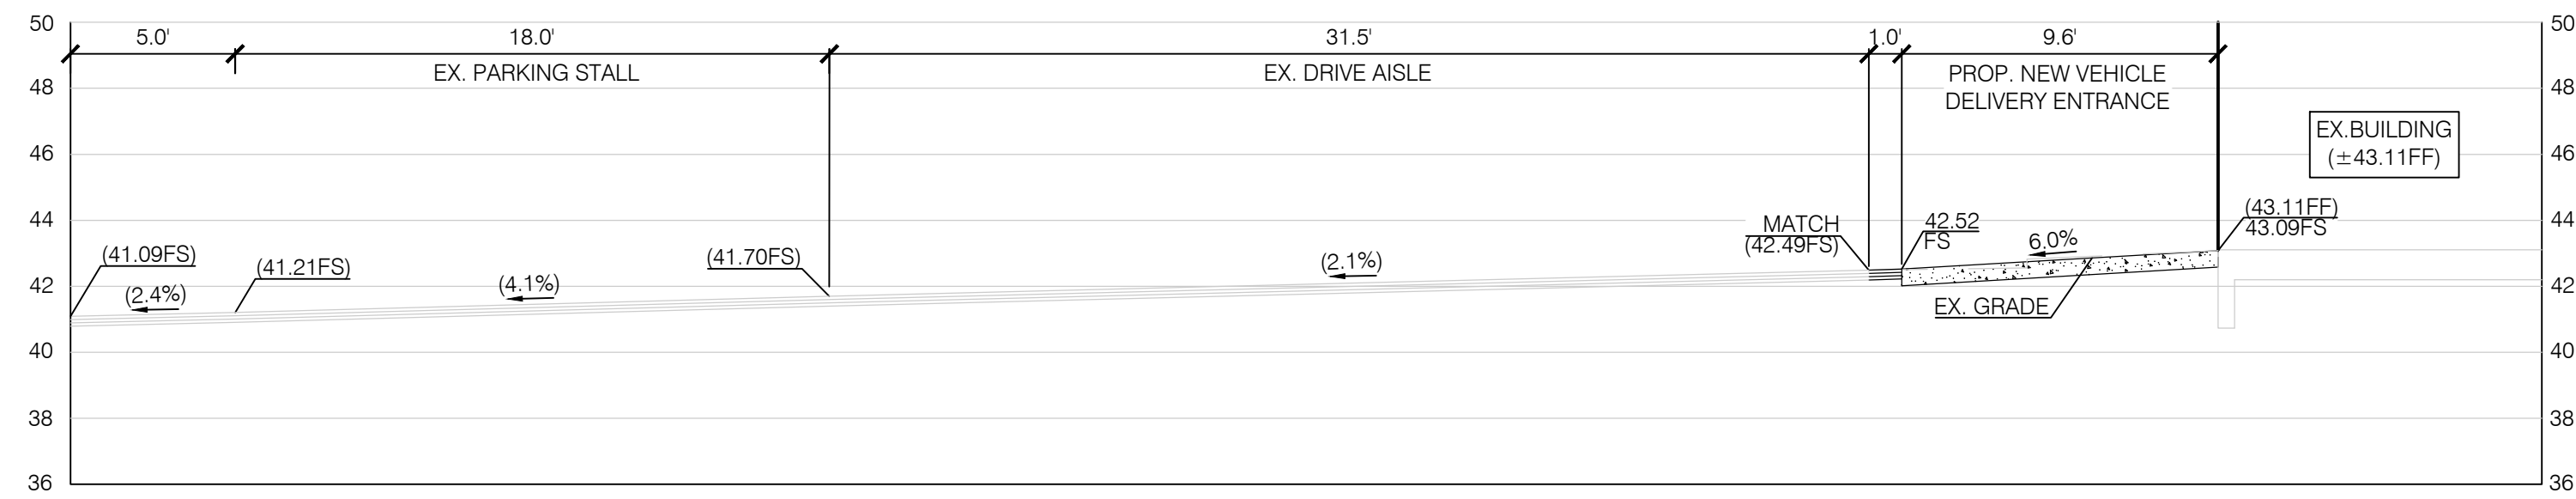 50
50
5.0'
18.0'
31.5'
1.0'
9.6'
EX. PARKING STALL
EX. DRIVE AISLE
PROP. NEW VEHICLE
DELIVERY ENTRANCE
48
48
EX.BUILDING
(±43.11FF)
46
46
44
44
MATCH
(42.49FS)
42.52
FS
(43.11FF)
43.09FS
6.0%
(41.09FS)
(41.21FS)
(41.70FS)
(2.4%)
(4.1%)
(2.1%)
42
42
EX. GRADE
40
40
38
38
36
36